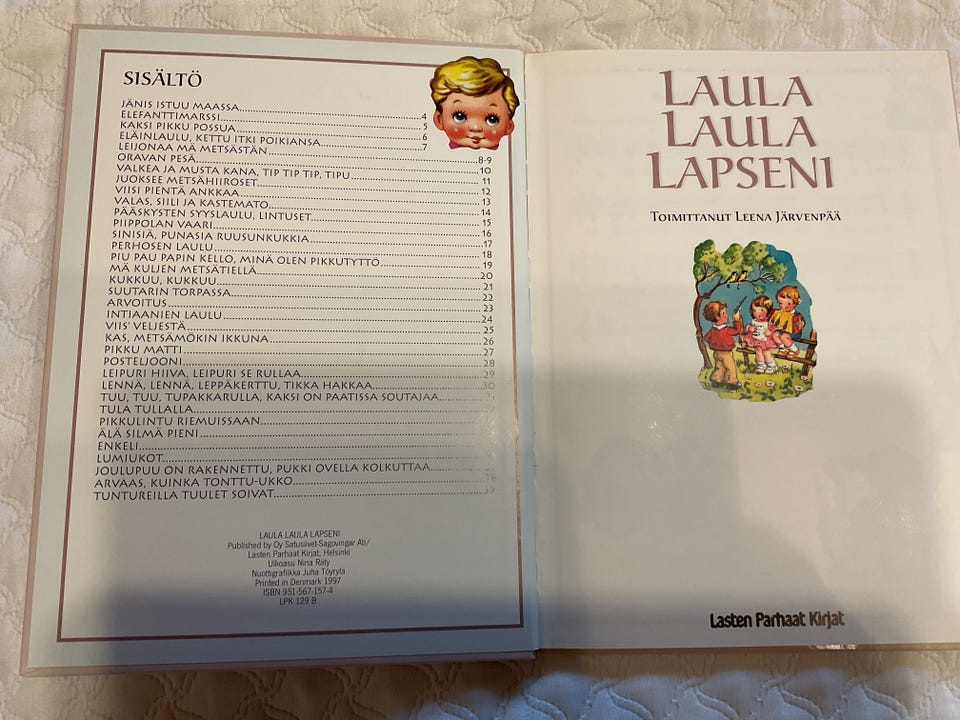 SISÄLTÖ
JÄNIS ISTUU MAASSA 4
ELEFANTTIMARSSI 5
KAKSI PIKKU POSSUA 6
ELÄINLAULU, KETTU ITKI POIKIANSA 7
LEIJONAA MÄ METSÄSTÄN 8-9
ORAVAN PESÄ 10
VALKEA JA MUSTA KANA, TIP TIP TIP, TIPU 11
JUOKSEE METSÄHIIROSET 12
VIISI PIENTÄ ANKKAA 13
VALAS, SIILI JA KASTEMATO 14
PÄÄSKYSTEN SYYSLAULU, LINTUSET 15
PIIPPOLAN VAARI 16
SINISIÄ, PUNASIA RUUSUNKUKKIA 17
PERHOSEN LAULU 18
PIU PAU PAPIN KELLO, MINÄ OLEN PIKKUTYTTÖ 19
MÄ KULJEN METSÄTIELLÄ 20
KUKKUU, KUKKUU 21
SUUTARIN TORPASSA 22
ARVOITUS 23
INTIAANIEN LAULU 24
VIIS' VELJESTÄ 25
KAS, METSÄMÖKIN IKKUNA 26
PIKKU MATTI 27
POSTELJOONI 28
LEIPURI HIIVA, LEIPURI SE RULLAA 29
LENNÄ, LENNÄ, LEPPÄKERTTU, TIKKA HAKKAA 30
TUU, TUU, TUPAKKARULLA, KAKSI ON PAATISSA SOUTAJAA
TULA TULLALLA
PIKKULINTU RIEMUISSAAN
ÄLÄ SILMÄ PIENI
ENKELI
LUMIUKOT
JOULUPUU ON RAKENNETTU, PUKKI OVELLA KOLKUTTAA
ARVAAS, KUINKA TONTTU-UKKO 38
TUNTUREILLA TUULET SOIVAT 39
LAULA LAULA LAPSENI
Published by Oy Satusiivet-Sagovingar Ab/
Lasten Parhaat Kirjat, Helsinki
Ulkoasu Nina Räty
Nuottigrafiikka Juha Töyrylä
Printed in Denmark 1997
ISBN 951-567-157-4
LPK 129 B
LAULA
LAULA
LAPSENI
TOIMITTANUT LEENA JÄRVENPÄÄ
Lasten Parhaat Kirjat